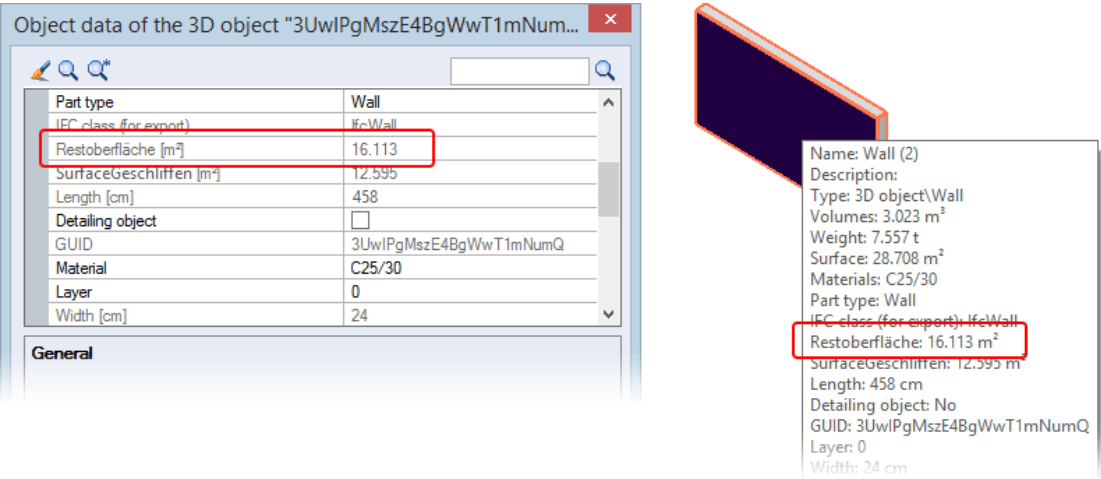 Object data of the 3D object "3UwIPgMszE4BgWwT1mNum...
Part type Wall
IFC class (for export) IfcWall
Restoberfläche [m²] 16.113
SurfaceGeschliffen [m²] 12.595
Length [cm] 458
Detailing object
GUID 3UwIPgMszE4BgWwT1mNumQ
Material C25/30
Layer 0
Width [cm] 24
General
Name: Wall (2)
Description:
Type: 3D object\Wall
Volumes: 3.023 m³
Weight: 7.557 t
Surface: 28.708 m²
Materials: C25/30
Part type: Wall
IFC class (for export): IfcWall
Restoberfläche: 16.113 m²
SurfaceGeschliffen: 12.595 m²
Length: 458 cm
Detailing object: No
GUID: 3UwIPgMszE4BgWwT1mNumQ
Layer: 0
Width: 24 cm